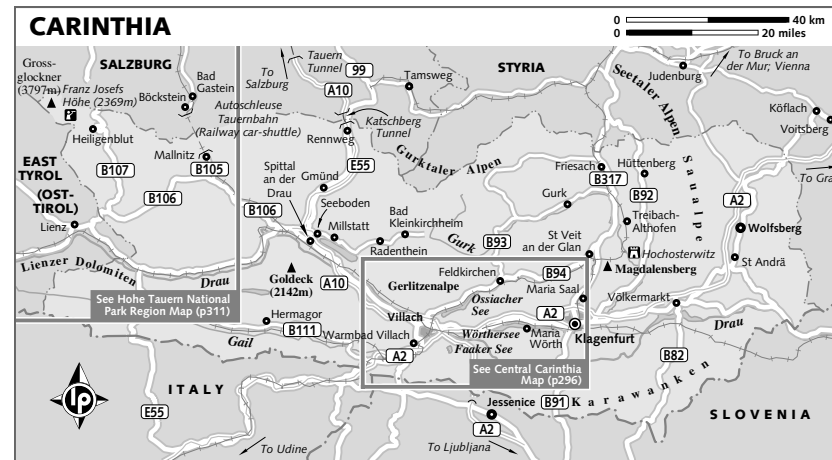 CARINTHIA
0 40 km
0 20 miles
Gross-
glockner
(3797m)
Franz Josefs
Höhe (2369m)
SALZBURG
Bad
Gastein
Böckstein
Autoschleuse
Tauernbahn
(Railway car-shuttle)
Heiligenblut
Mallnitz
EAST
TYROL
(OST-
TIROL)
B107
B106
B105
Lienz
Lienzer Dolomiten
Drau
See Hohe Tauern National
Park Region Map (p311)
To
Salzburg
Tauern
Tunnel
99
A10
Tamsweg
STYRIA
Katschberg
Tunnel
Rennweg
E55
Gurktaler Alpen
Spittal
an der
Drau
Gmünd
Seeboden
B106
Millstatt
Bad
Kleinkirchheim
Radenthein
Gurk
B93
Goldeck
(2142m)
A10
Hermagor
B111
Gail
Warmbad Villach
Villach
A2
Feldkirchen
Gerlitzenalpe
Ossiacher
See
B94
Maria Saal
A2
Wörthersee
Maria
Wörth
Faaker See
Klagenfurt
See Central Carinthia
Map (p296)
To Bruck an
der Mur; Vienna
Judenburg
Seetaler Alpen
Köflach
Voitsberg
To Gra
Friesach
B317
Hüttenberg
B92
Saualpe
Gurk
Treibach-
Althofen
St Veit
an der Glan
Hochosterwitz
Magdalensberg
A2
Wolfsberg
St Andrä
Völkermarkt
Drau
B82
B91
Karawanken
SLOVENIA
Jessenice
A2
To Ljubljana
To Udine
ITALY
E55
lp